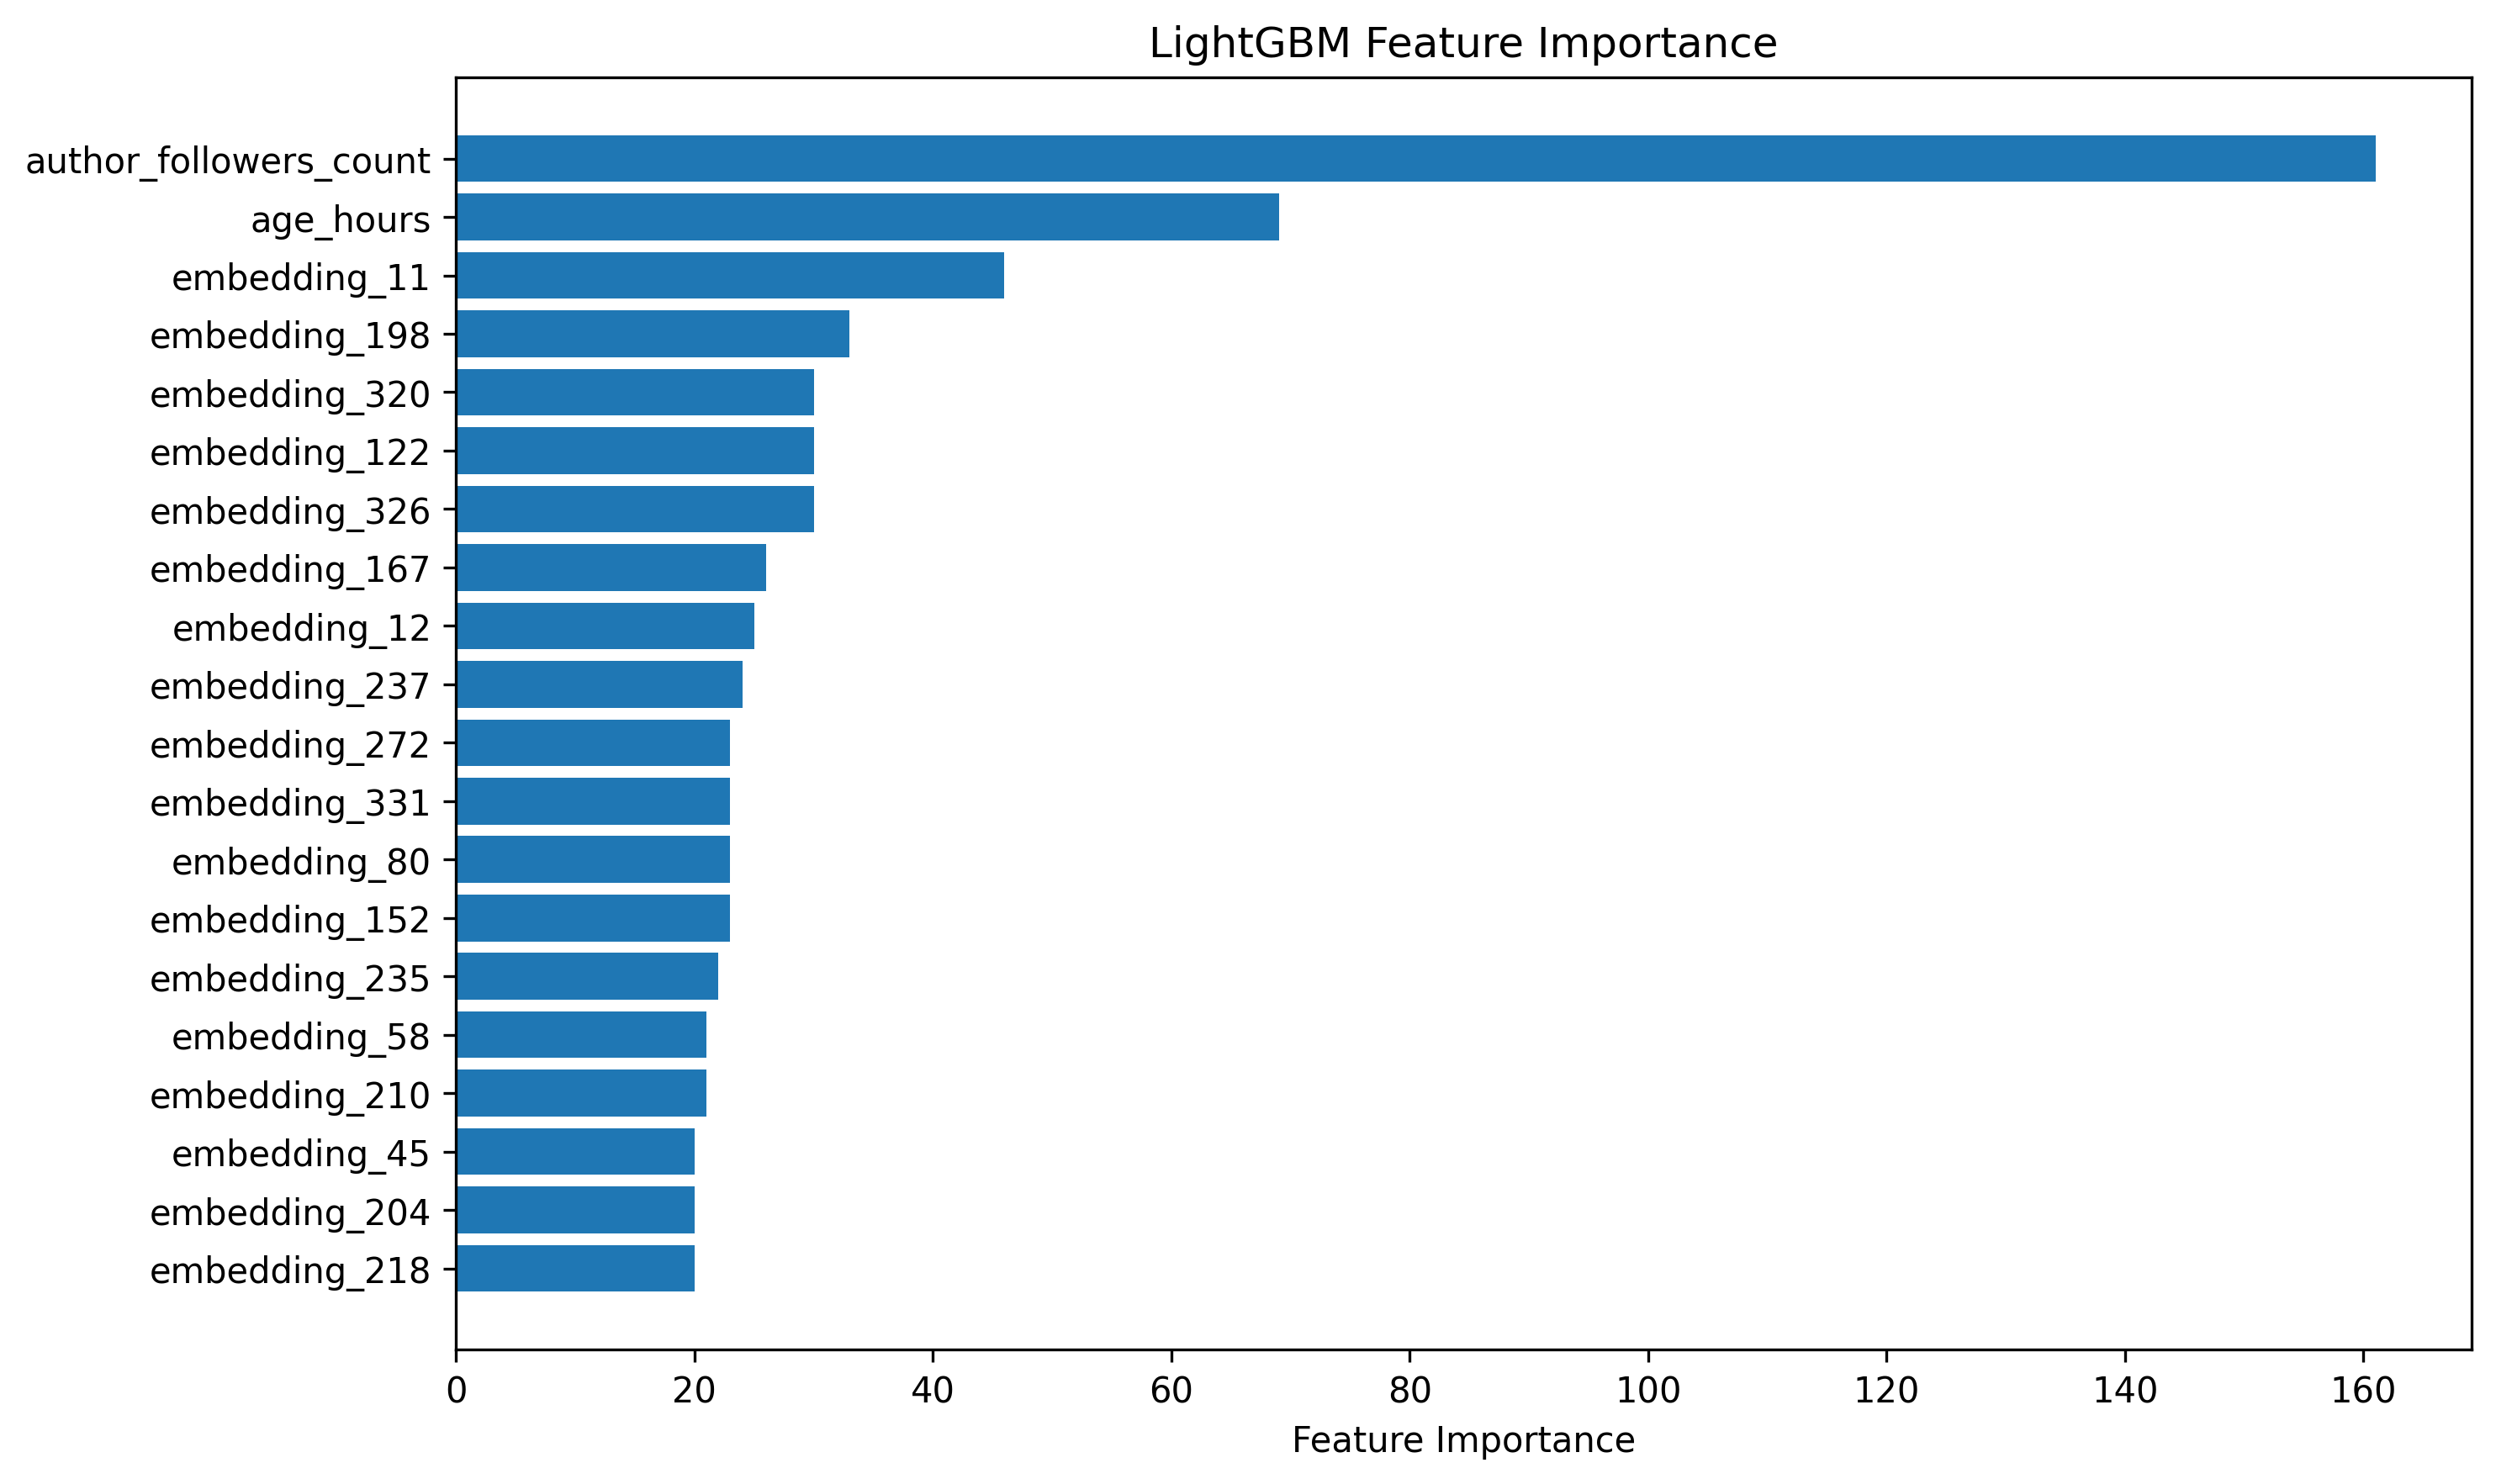 LightGBM Feature Importance
author_followers_count
age_hours
embedding_11
embedding_198
embedding_320
embedding_122
embedding_326
embedding_167
embedding_12
embedding_237
embedding_272
embedding_331
embedding_80
embedding_152
embedding_235
embedding_58
embedding_210
embedding_45
embedding_204
embedding_218
0 20 40 60 80 100 120 140 160
Feature Importance